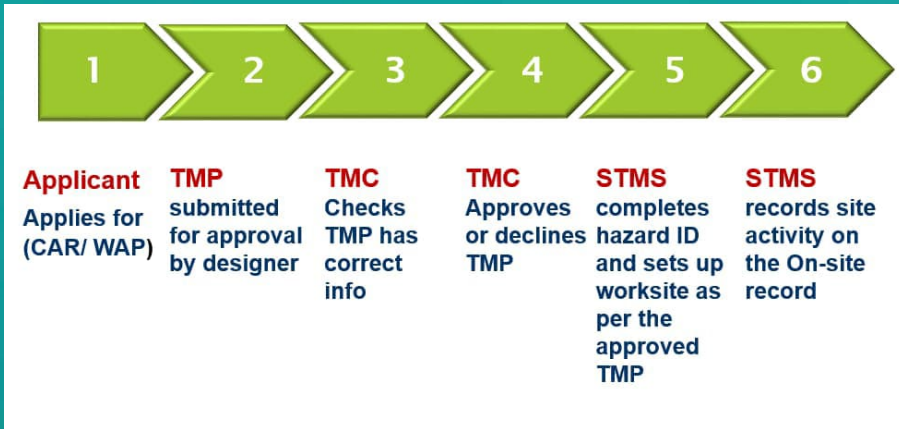 1
2
3
4
5
6
Applicant
Applies for
(CAR/ WAP)
TMP
submitted
for approval
by designer
TMC
Checks
TMP has
correct
info
TMC
Approves
or declines
TMP
STMS
completes
hazard ID
and sets up
worksite as
per the
approved
TMP
STMS
records site
activity on
the On-site
record